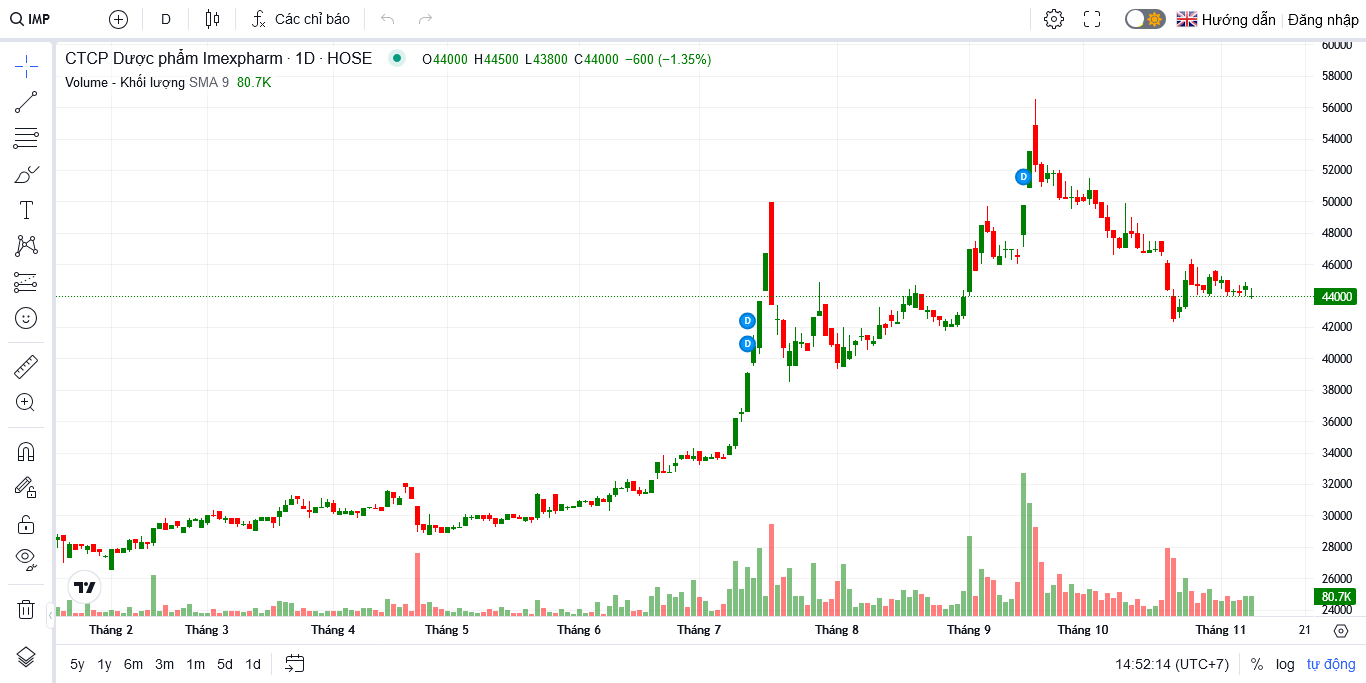 IMP D Các chỉ báo Hướng dẫn Đăng nhập
CTCP Dược phẩm Imexpharm · 1D · HOSE O44000 H44500 L43800 C44000 −600 (−1.35%)
Volume - Khối lượng SMA 9 80.7K
60000
58000
56000
54000
52000
50000
48000
46000
44000
42000
40000
38000
36000
34000
32000
30000
28000
26000
80.7K
24000
D
D
D
Tháng 2 Tháng 3 Tháng 4 Tháng 5 Tháng 6 Tháng 7 Tháng 8 Tháng 9 Tháng 10 Tháng 11 21
5y 1y 6m 3m 1m 5d 1d 14:52:14 (UTC+7) % log tự động